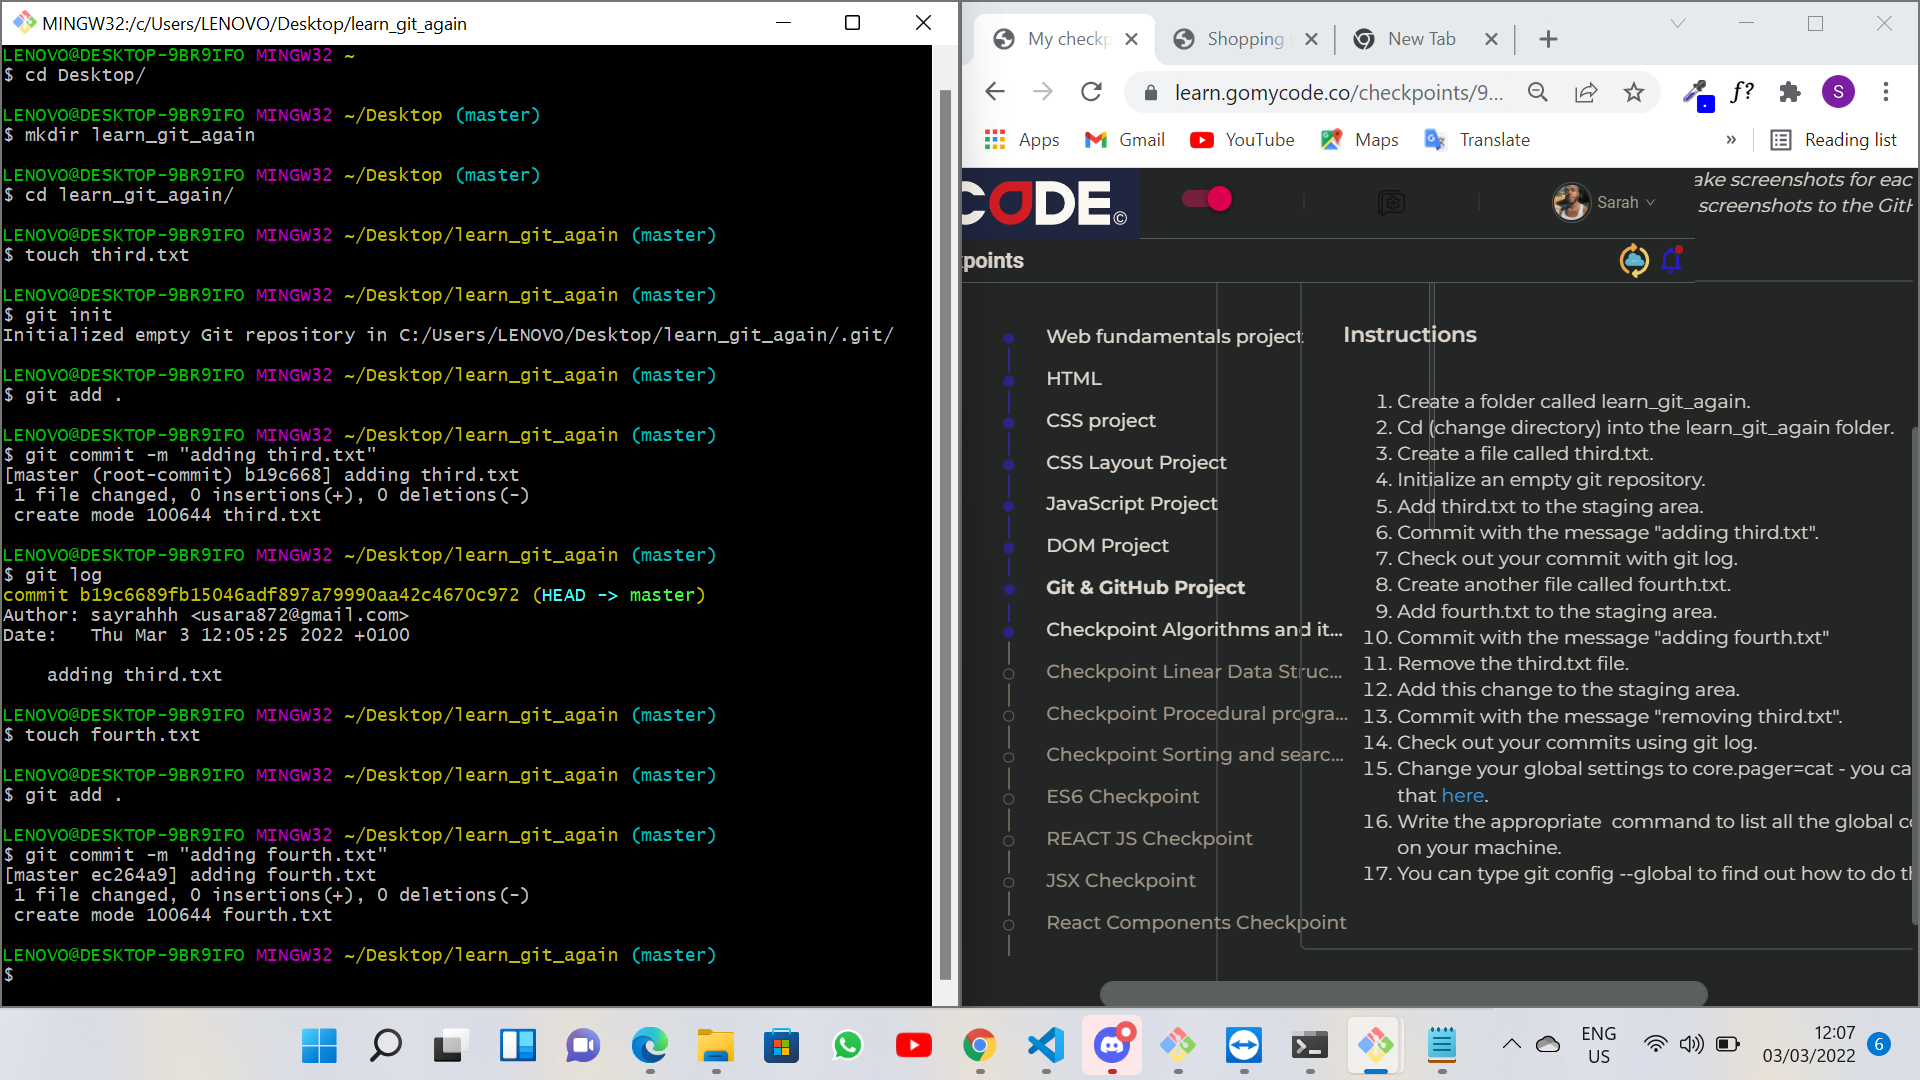 MINGW32:/c/Users/LENOVO/Desktop/learn_git_again
LENOVO@DESKTOP-9BR9IFO MINGW32 ~
$ cd Desktop/
LENOVO@DESKTOP-9BR9IFO MINGW32 ~/Desktop (master)
$ mkdir learn_git_again
LENOVO@DESKTOP-9BR9IFO MINGW32 ~/Desktop (master)
$ cd learn_git_again/
LENOVO@DESKTOP-9BR9IFO MINGW32 ~/Desktop/learn_git_again (master)
$ touch third.txt
LENOVO@DESKTOP-9BR9IFO MINGW32 ~/Desktop/learn_git_again (master)
$ git init
Initialized empty Git repository in C:/Users/LENOVO/Desktop/learn_git_again/.git/
LENOVO@DESKTOP-9BR9IFO MINGW32 ~/Desktop/learn_git_again (master)
$ git add .
LENOVO@DESKTOP-9BR9IFO MINGW32 ~/Desktop/learn_git_again (master)
$ git commit -m "adding third.txt"
[master (root-commit) b19c668] adding third.txt
1 file changed, 0 insertions(+), 0 deletions(-)
create mode 100644 third.txt
LENOVO@DESKTOP-9BR9IFO MINGW32 ~/Desktop/learn_git_again (master)
$ git log
commit b19c6689fb15046adf897a79990aa42c4670c972 (HEAD -> master)
Author: sayrahhh <usara872@gmail.com>
Date:   Thu Mar 3 12:05:25 2022 +0100
adding third.txt
LENOVO@DESKTOP-9BR9IFO MINGW32 ~/Desktop/learn_git_again (master)
$ touch fourth.txt
LENOVO@DESKTOP-9BR9IFO MINGW32 ~/Desktop/learn_git_again (master)
$ git add .
LENOVO@DESKTOP-9BR9IFO MINGW32 ~/Desktop/learn_git_again (master)
$ git commit -m "adding fourth.txt"
[master ec264a9] adding fourth.txt
1 file changed, 0 insertions(+), 0 deletions(-)
create mode 100644 fourth.txt
LENOVO@DESKTOP-9BR9IFO MINGW32 ~/Desktop/learn_git_again (master)
$
My checkp
Shopping
New Tab
learn.gomycode.co/checkpoints/9...
f?
S
Apps
Gmail
YouTube
Maps
Translate
»
Reading list
CODE©
Sarah
ake screenshots for eac
screenshots to the GitH
kpoints
Web fundamentals project
HTML
CSS project
CSS Layout Project
JavaScript Project
DOM Project
Git & GitHub Project
Checkpoint Algorithms and it...
Checkpoint Linear Data Struc...
Checkpoint Procedural progra...
Checkpoint Sorting and searc...
ES6 Checkpoint
REACT JS Checkpoint
JSX Checkpoint
React Components Checkpoint
Instructions
1. Create a folder called learn_git_again.
2. Cd (change directory) into the learn_git_again folder.
3. Create a file called third.txt.
4. Initialize an empty git repository.
5. Add third.txt to the staging area.
6. Commit with the message "adding third.txt".
7. Check out your commit with git log.
8. Create another file called fourth.txt.
9. Add fourth.txt to the staging area.
10. Commit with the message "adding fourth.txt"
11. Remove the third.txt file.
12. Add this change to the staging area.
13. Commit with the message "removing third.txt".
14. Check out your commits using git log.
15. Change your global settings to core.pager=cat - you ca
that here.
16. Write the appropriate  command to list all the global co
on your machine.
17. You can type git config --global to find out how to do th
ENG
US
12:07
03/03/2022
6